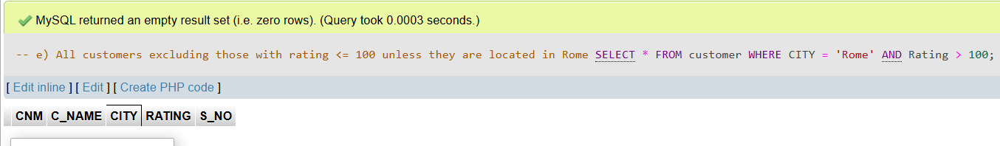 MySQL returned an empty result set (i.e. zero rows). (Query took 0.0003 seconds.)
-- e) All customers excluding those with rating <= 100 unless they are located in Rome SELECT * FROM customer WHERE CITY = 'Rome' AND Rating > 100;
[ Edit inline ] [ Edit ] [ Create PHP code ]
CNM C_NAME CITY RATING S_NO